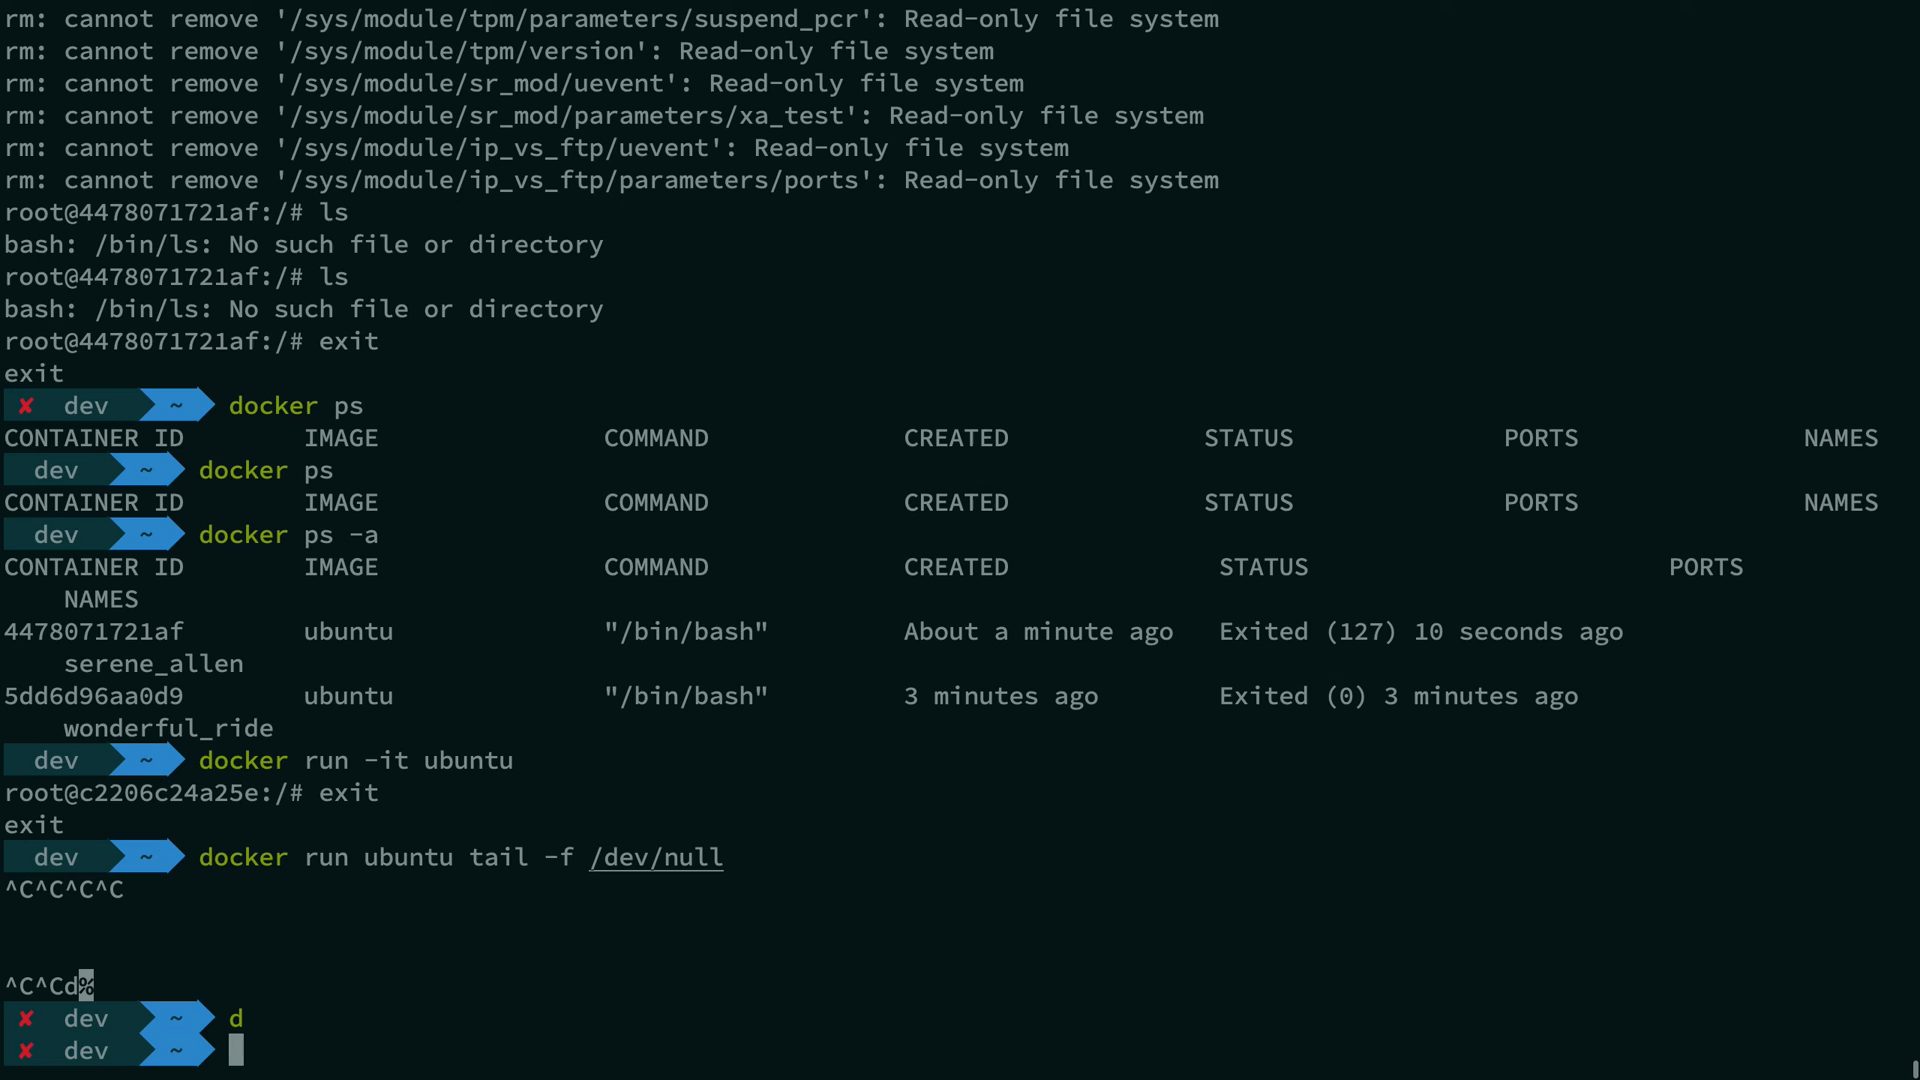 rm: cannot remove '/sys/module/tpm/parameters/suspend_pcr': Read-only file system
rm: cannot remove '/sys/module/tpm/version': Read-only file system
rm: cannot remove '/sys/module/sr_mod/uevent': Read-only file system
rm: cannot remove '/sys/module/sr_mod/parameters/xa_test': Read-only file system
rm: cannot remove '/sys/module/ip_vs_ftp/uevent': Read-only file system
rm: cannot remove '/sys/module/ip_vs_ftp/parameters/ports': Read-only file system
root@4478071721af:/# ls
bash: /bin/ls: No such file or directory
root@4478071721af:/# ls
bash: /bin/ls: No such file or directory
root@4478071721af:/# exit
exit
✘ dev ~ docker ps
CONTAINER ID IMAGE COMMAND CREATED STATUS PORTS NAMES
dev ~ docker ps
CONTAINER ID IMAGE COMMAND CREATED STATUS PORTS NAMES
dev ~ docker ps -a
CONTAINER ID IMAGE COMMAND CREATED STATUS PORTS
NAMES
4478071721af ubuntu "/bin/bash" About a minute ago Exited (127) 10 seconds ago
serene_allen
5dd6d96aa0d9 ubuntu "/bin/bash" 3 minutes ago Exited (0) 3 minutes ago
wonderful_ride
dev ~ docker run -it ubuntu
root@c2206c24a25e:/# exit
exit
dev ~ docker run ubuntu tail -f /dev/null
^C^C^C^C
^C^Cd%
✘ dev ~ d
✘ dev ~